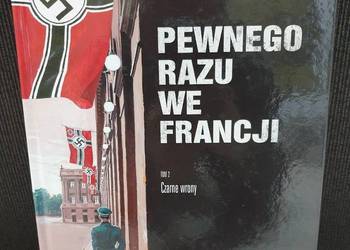 PEWNEGO
RAZU
WE
FRANCJI
TOM 2
Czarne wrony